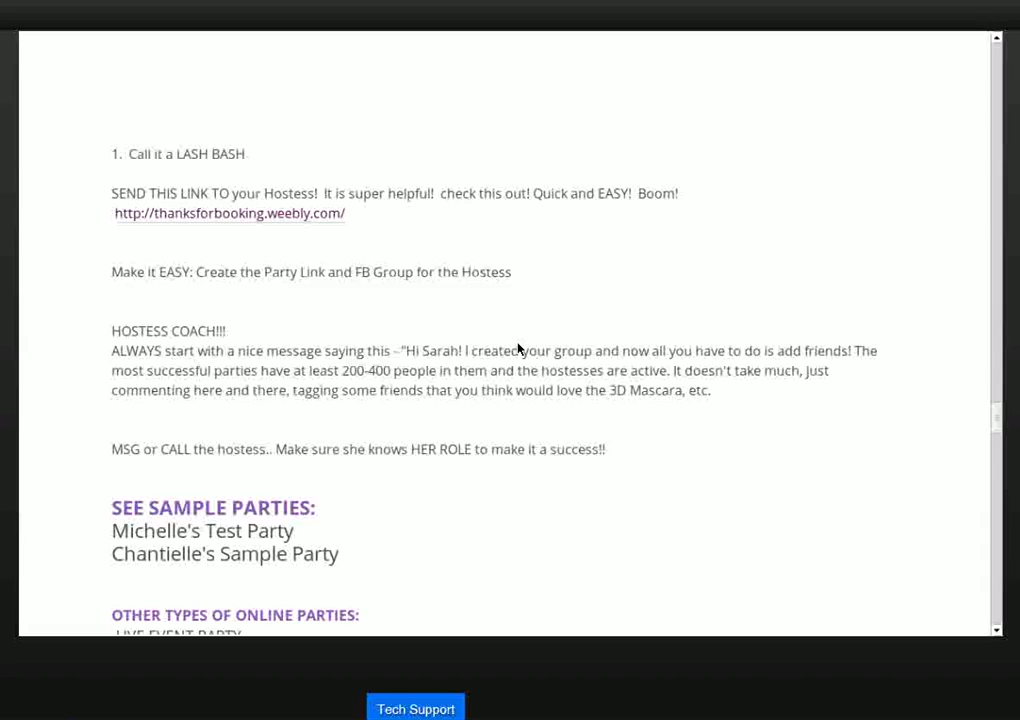 1. Call it a LASH BASH
SEND THIS LINK TO your Hostess! It is super helpful! check this out! Quick and EASY! Boom!
http://thanksforbooking.weebly.com/
Make it EASY: Create the Party Link and FB Group for the Hostess
HOSTESS COACH!!!
ALWAYS start with a nice message saying this --"Hi Sarah! I created your group and now all you have to do is add friends! The
most successful parties have at least 200-400 people in them and the hostesses are active. It doesn't take much, just
commenting here and there, tagging some friends that you think would love the 3D Mascara, etc.
MSG or CALL the hostess.. Make sure she knows HER ROLE to make it a success!!
SEE SAMPLE PARTIES:
Michelle's Test Party
Chantielle's Sample Party
OTHER TYPES OF ONLINE PARTIES:
LIVE EVENT PARTY
Tech Support